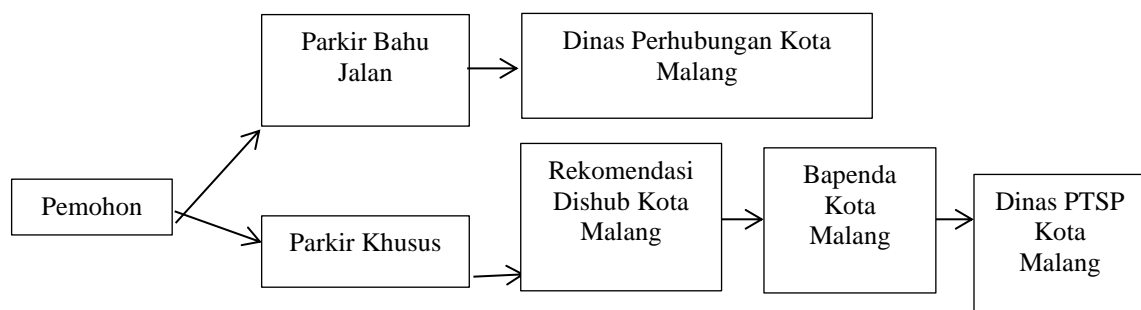 Parkir Bahu
Jalan
Dinas Perhubungan Kota
Malang
Pemohon
Parkir Khusus
Rekomendasi
Dishub Kota
Malang
Bapenda
Kota
Malang
Dinas PTSP
Kota
Malang